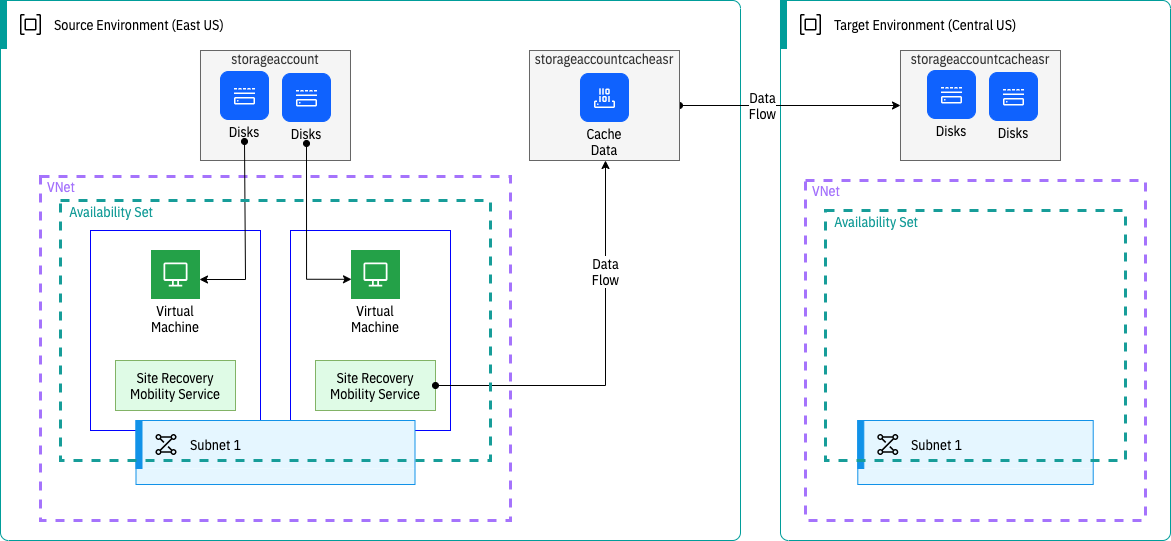 Source Environment (East US)
storageaccount
Disks
Disks
storageaccountcacheasr
Cache
Data
Data
Flow
Target Environment (Central US)
storageaccountcacheasr
Disks
Disks
VNet
Availability Set
Virtual
Machine
Virtual
Machine
Site Recovery
Mobility Service
Site Recovery
Mobility Service
Subnet 1
Data
Flow
VNet
Availability Set
Subnet 1